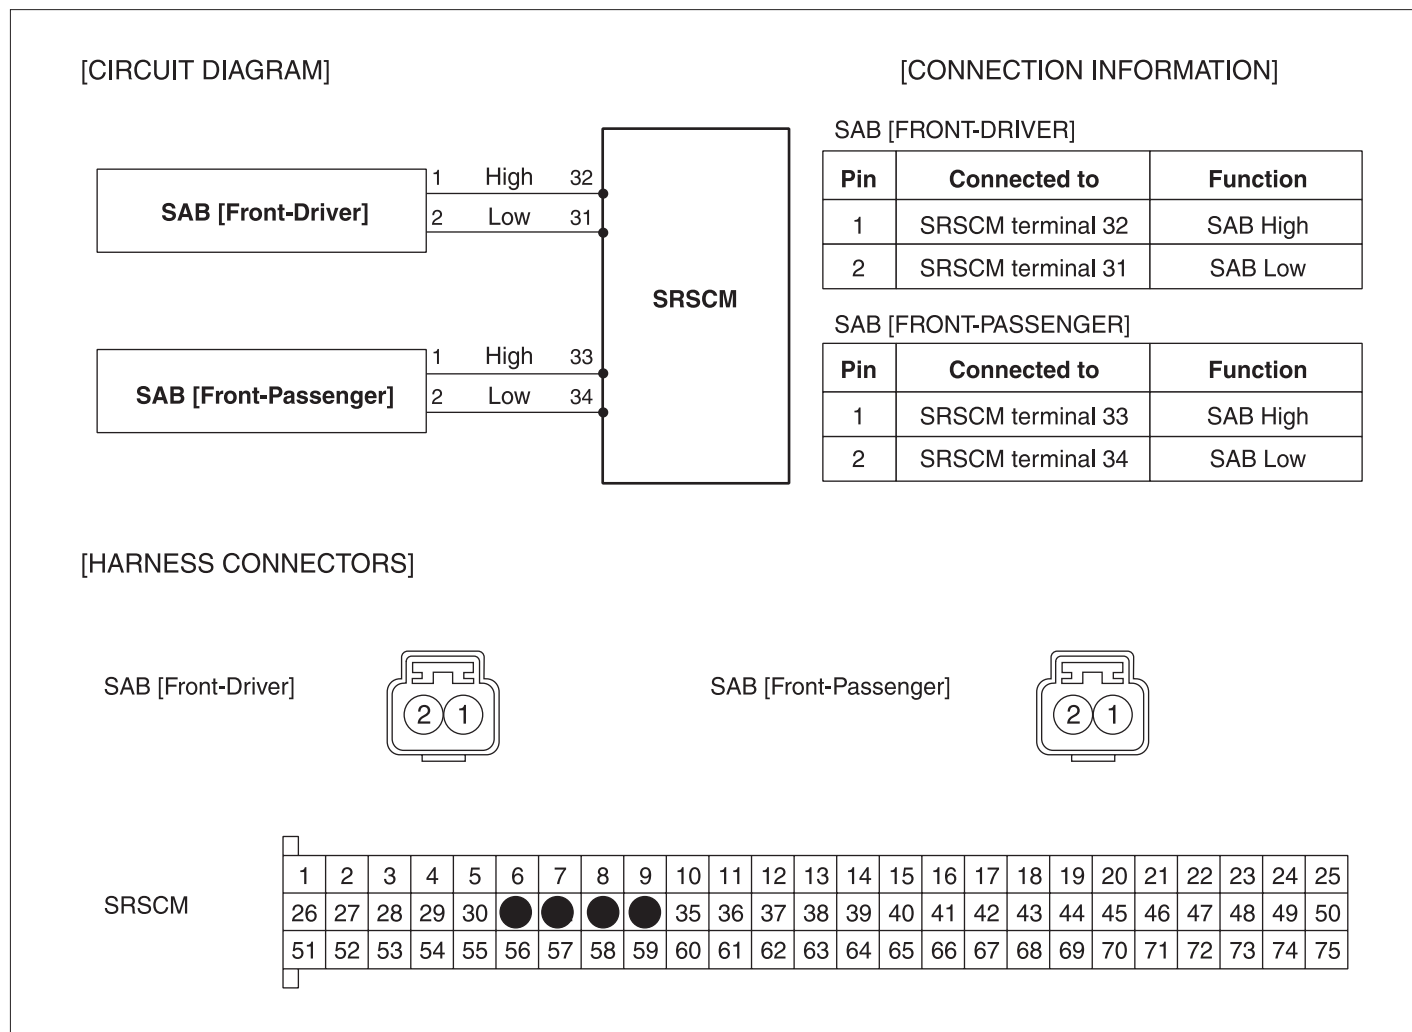 [CIRCUIT DIAGRAM]
[CONNECTION INFORMATION]
SAB [Front-Driver]
1 High 32
2 Low 31
SAB [Front-Passenger]
1 High 33
2 Low 34
SRSCM
SAB [FRONT-DRIVER]
Pin Connected to Function
1 SRSCM terminal 32 SAB High
2 SRSCM terminal 31 SAB Low
SAB [FRONT-PASSENGER]
Pin Connected to Function
1 SRSCM terminal 33 SAB High
2 SRSCM terminal 34 SAB Low
[HARNESS CONNECTORS]
SAB [Front-Driver]
2 1
SAB [Front-Passenger]
2 1
SRSCM
1 2 3 4 5 6 7 8 9 10 11 12 13 14 15 16 17 18 19 20 21 22 23 24 25
26 27 28 29 30 35 36 37 38 39 40 41 42 43 44 45 46 47 48 49 50
51 52 53 54 55 56 57 58 59 60 61 62 63 64 65 66 67 68 69 70 71 72 73 74 75